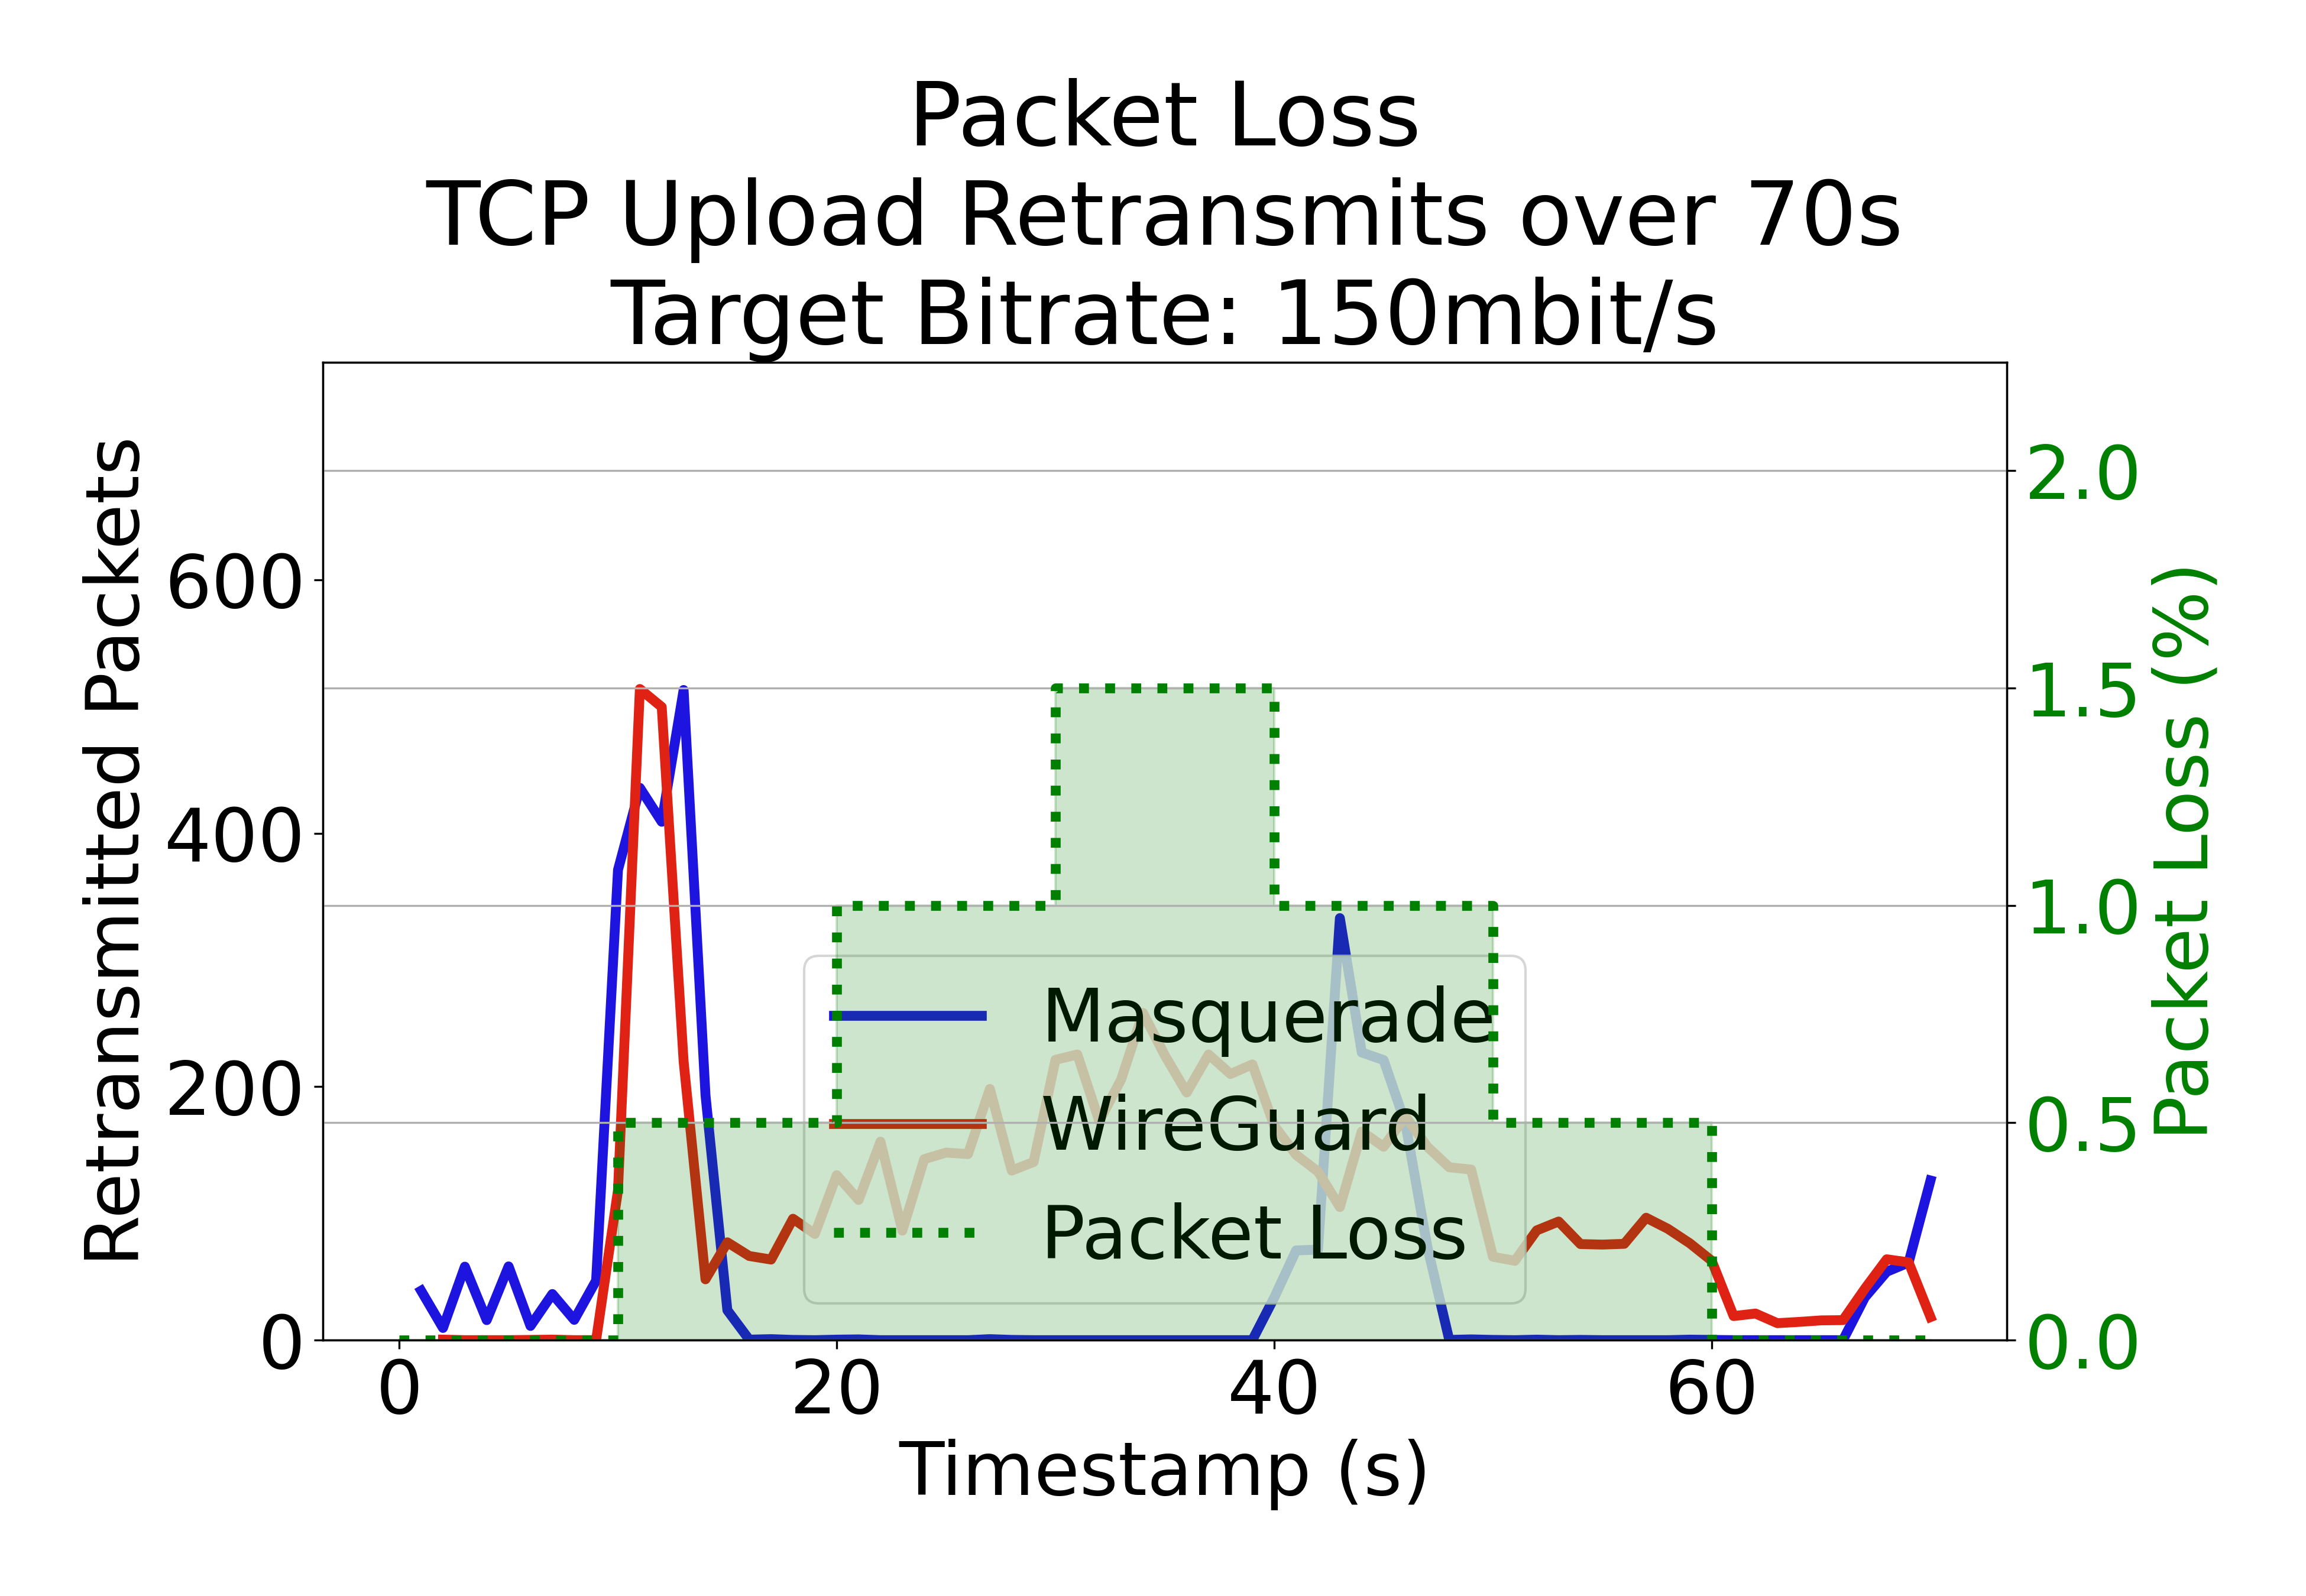 Packet Loss
TCP Upload Retransmits over 70s
Target Bitrate: 150mbit/s
Retransmitted Packets
600
400
200
0
2.0
1.5
1.0
0.5
0.0
Packet Loss (%)
Masquerade
WireGuard
Packet Loss
0 20 40 60
Timestamp (s)